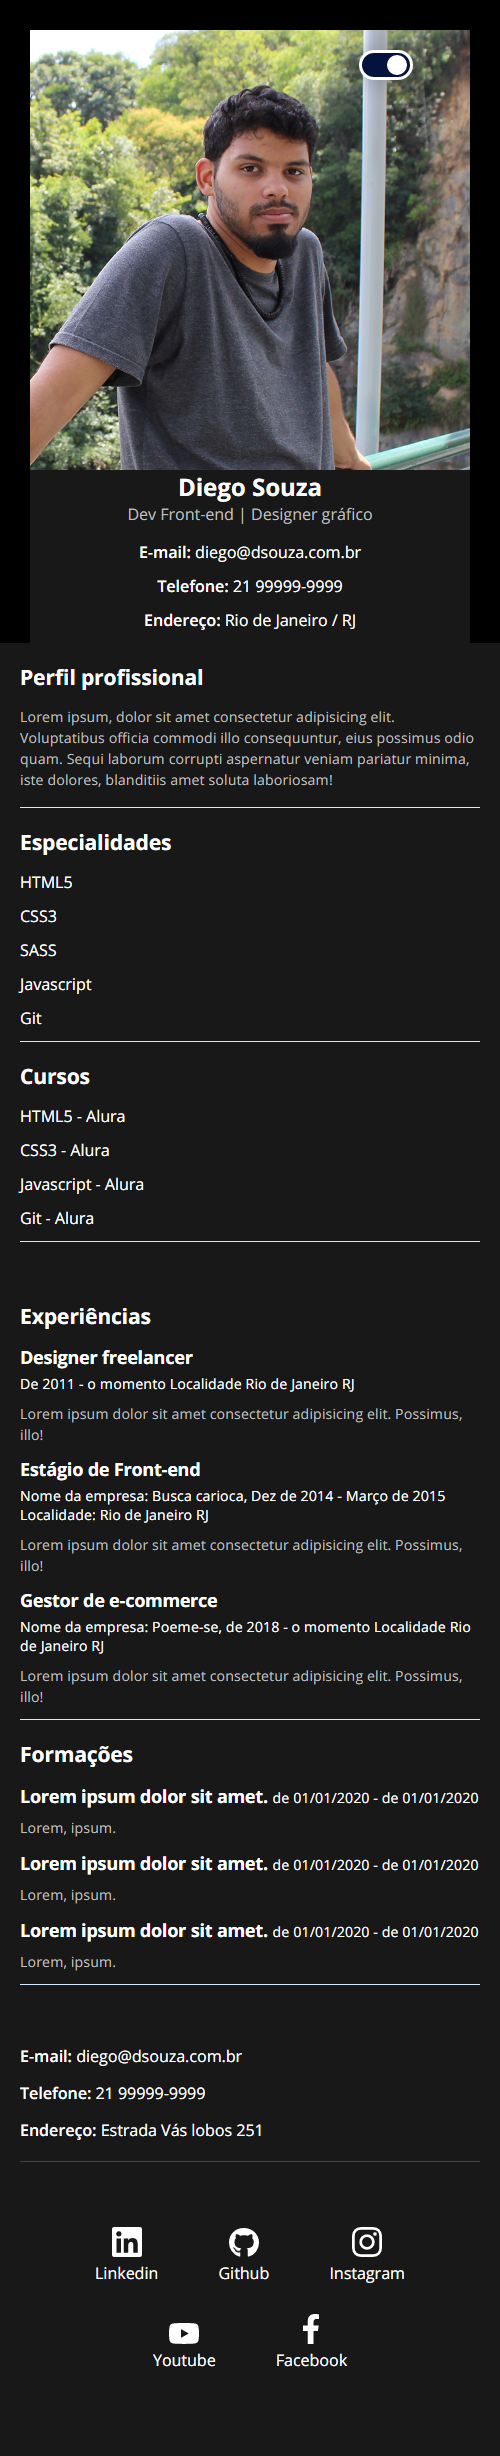 Diego Souza
Dev Front-end | Designer gráfico
E-mail: diego@dsouza.com.br
Telefone: 21 99999-9999
Endereço: Rio de Janeiro / RJ
Perfil profissional
Lorem ipsum, dolor sit amet consectetur adipisicing elit.
Voluptatibus officia commodi illo consequuntur, eius possimus odio
quam. Sequi laborum corrupti aspernatur veniam pariatur minima,
iste dolores, blanditiis amet soluta laboriosam!
Especialidades
HTML5
CSS3
SASS
Javascript
Git
Cursos
HTML5 - Alura
CSS3 - Alura
Javascript - Alura
Git - Alura
Experiências
Designer freelancer
De 2011 - o momento Localidade Rio de Janeiro RJ
Lorem ipsum dolor sit amet consectetur adipisicing elit. Possimus,
illo!
Estágio de Front-end
Nome da empresa: Busca carioca, Dez de 2014 - Março de 2015
Localidade: Rio de Janeiro RJ
Lorem ipsum dolor sit amet consectetur adipisicing elit. Possimus,
illo!
Gestor de e-commerce
Nome da empresa: Poeme-se, de 2018 - o momento Localidade Rio
de Janeiro RJ
Lorem ipsum dolor sit amet consectetur adipisicing elit. Possimus,
illo!
Formações
Lorem ipsum dolor sit amet. de 01/01/2020 - de 01/01/2020
Lorem, ipsum.
Lorem ipsum dolor sit amet. de 01/01/2020 - de 01/01/2020
Lorem, ipsum.
Lorem ipsum dolor sit amet. de 01/01/2020 - de 01/01/2020
Lorem, ipsum.
E-mail: diego@dsouza.com.br
Telefone: 21 99999-9999
Endereço: Estrada Vás lobos 251
Linkedin Github Instagram
Youtube Facebook